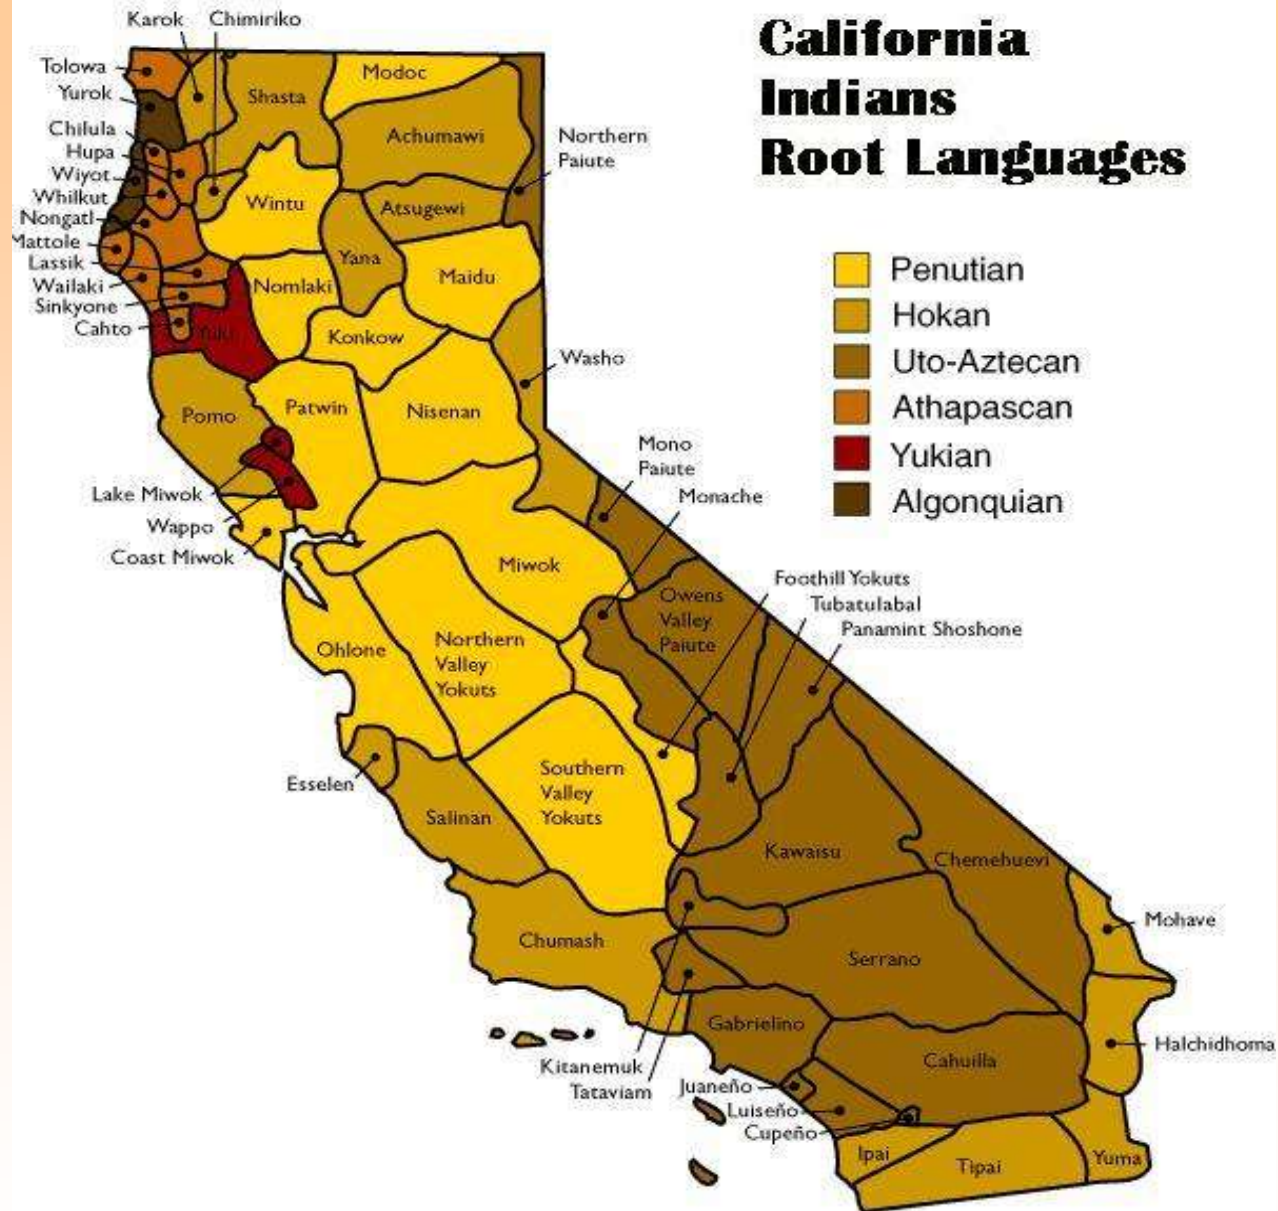 California
Indians
Root Languages
Penutian
Hokan
Uto-Aztecan
Athapascan
Yukian
Algonquian
Karok
Chimiriko
Tolowa
Yurok
Chilula
Hupa
Wiyot
Whilkut
Nongatl
Mattole
Lassik
Wailaki
Sinkyone
Cahto
Modoc
Shasta
Achumawi
Northern
Paiute
Wintu
Atsugewi
Yana
Nomlaki
Maidu
Yuki
Konkow
Washo
Pomo
Patwin
Nisenan
Mono
Paiute
Monache
Lake Miwok
Wappo
Coast Miwok
Miwok
Foothill Yokuts
Tubatulabal
Panamint Shoshone
Owens
Valley
Paiute
Ohlone
Northern
Valley
Yokuts
Esselen
Southern
Valley
Yokuts
Salinan
Kawaisu
Chemehuevi
Mohave
Chumash
Serrano
Gabrielino
Halchidhoma
Cahuilla
Kitanemuk
Tataviam
Juaneño
Luiseño
Cupeño
Ipai
Tipai
Yuma